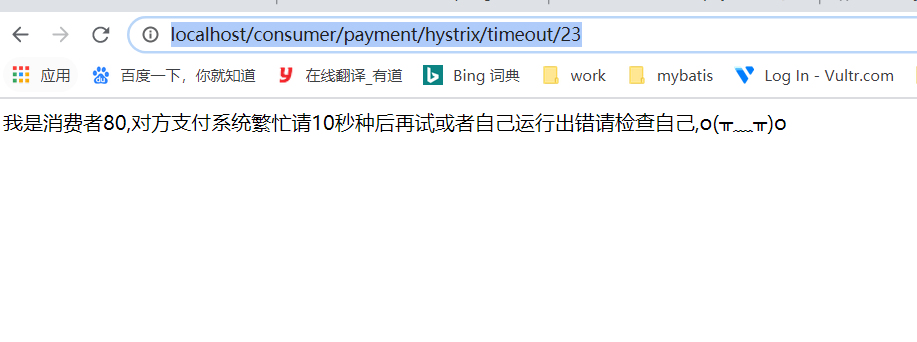 localhost/consumer/payment/hystrix/timeout/23
应用 百度一下，你就知道 在线翻译_有道 Bing 词典 work mybatis Log In - Vultr.com
我是消费者80,对方支付系统繁忙请10秒种后再试或者自己运行出错请检查自己,o(╥﹏╥)o